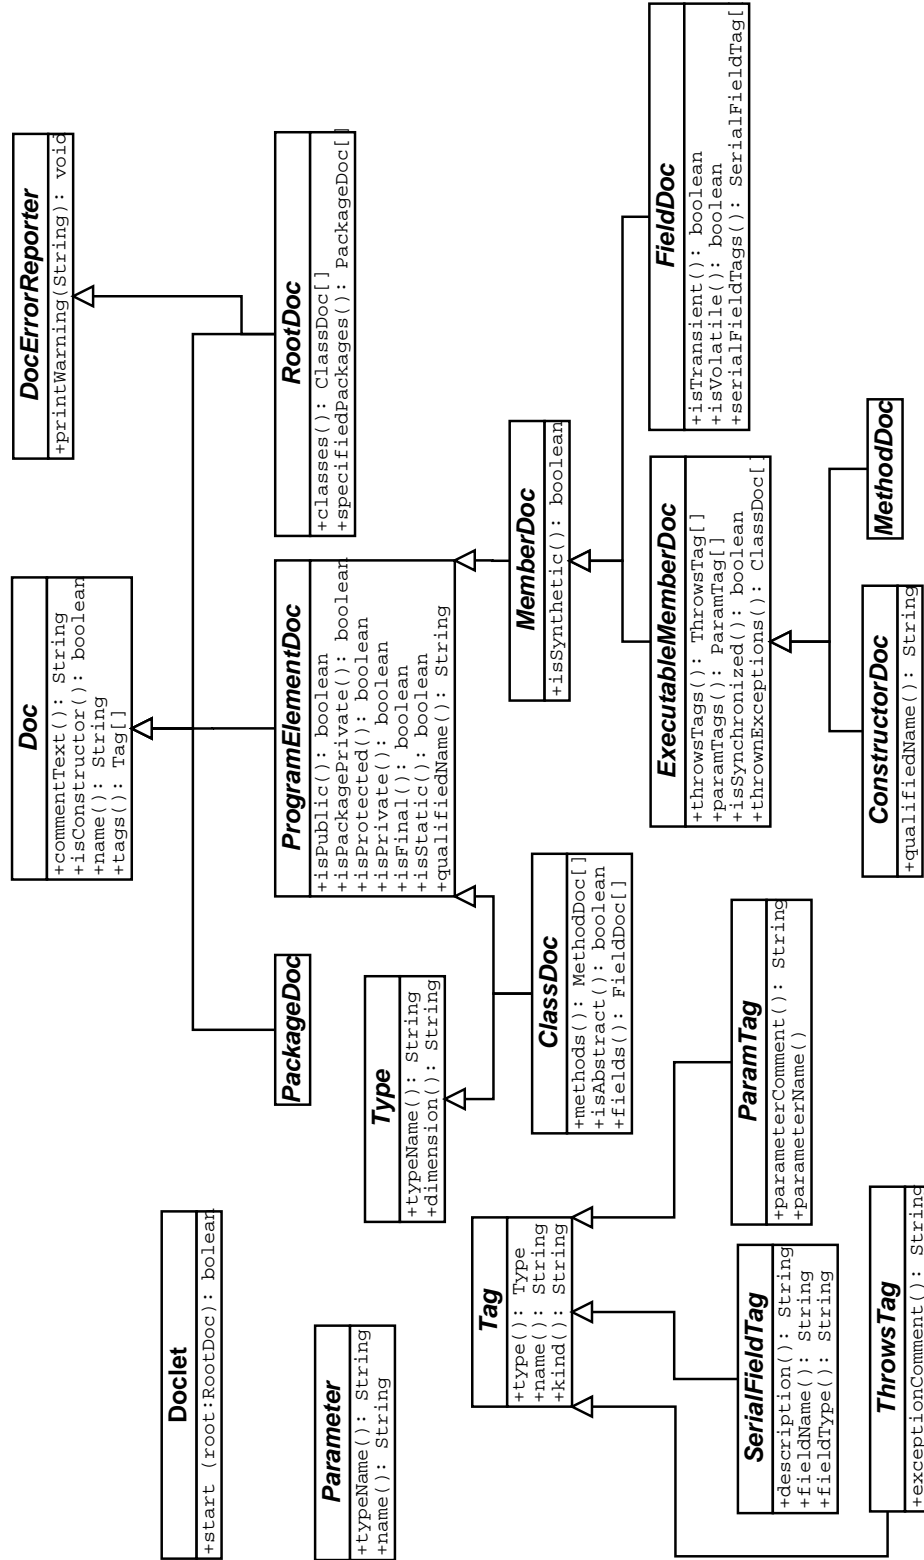 Doc
+commentText(): String
+isConstructor(): boolean
+name(): String
+tags(): Tag[]
DocErrorReporter
+printWarning(String): void
Doclet
+start (root:RootDoc): bolean
PackageDoc
ProgramElementDoc
+isPublic(): boolean
+isPackagePrivate(): boolean
+isProtected(): boolean
+isPrivate(): boolean
+isFinal(): boolean
+isStatic(): boolean
+qualifiedName(): String
RootDoc
+classes(): ClassDoc[]
+specifiedPackages(): PackageDoc[]
Parameter
+typeName(): String
+name(): String
Type
+typeName(): String
+dimension(): String
Tag
+type(): Type
+name(): String
+kind(): String
ClassDoc
+methods(): MethodDoc[]
+isAbstract(): boolean
+fields(): FieldDoc[]
MemberDoc
+isSynthetic(): boolean
ExecutableMemberDoc
+throwsTags(): ThrowsTag[]
+paramTags(): ParamTag[]
+isSynchronized(): boolean
+thrownExceptions(): ClassDoc[]
FieldDoc
+isTransient(): boolean
+isVolatile(): boolean
+serialFieldTags(): SerialFieldTag[
SerialFieldTag
+description(): String
+fieldName(): String
+fieldType(): String
ParamTag
+parameterComment(): String
+parameterName()
ThrowsTag
+exceptionComment(): String
ConstructorDoc
+qualifiedName(): String
MethodDoc